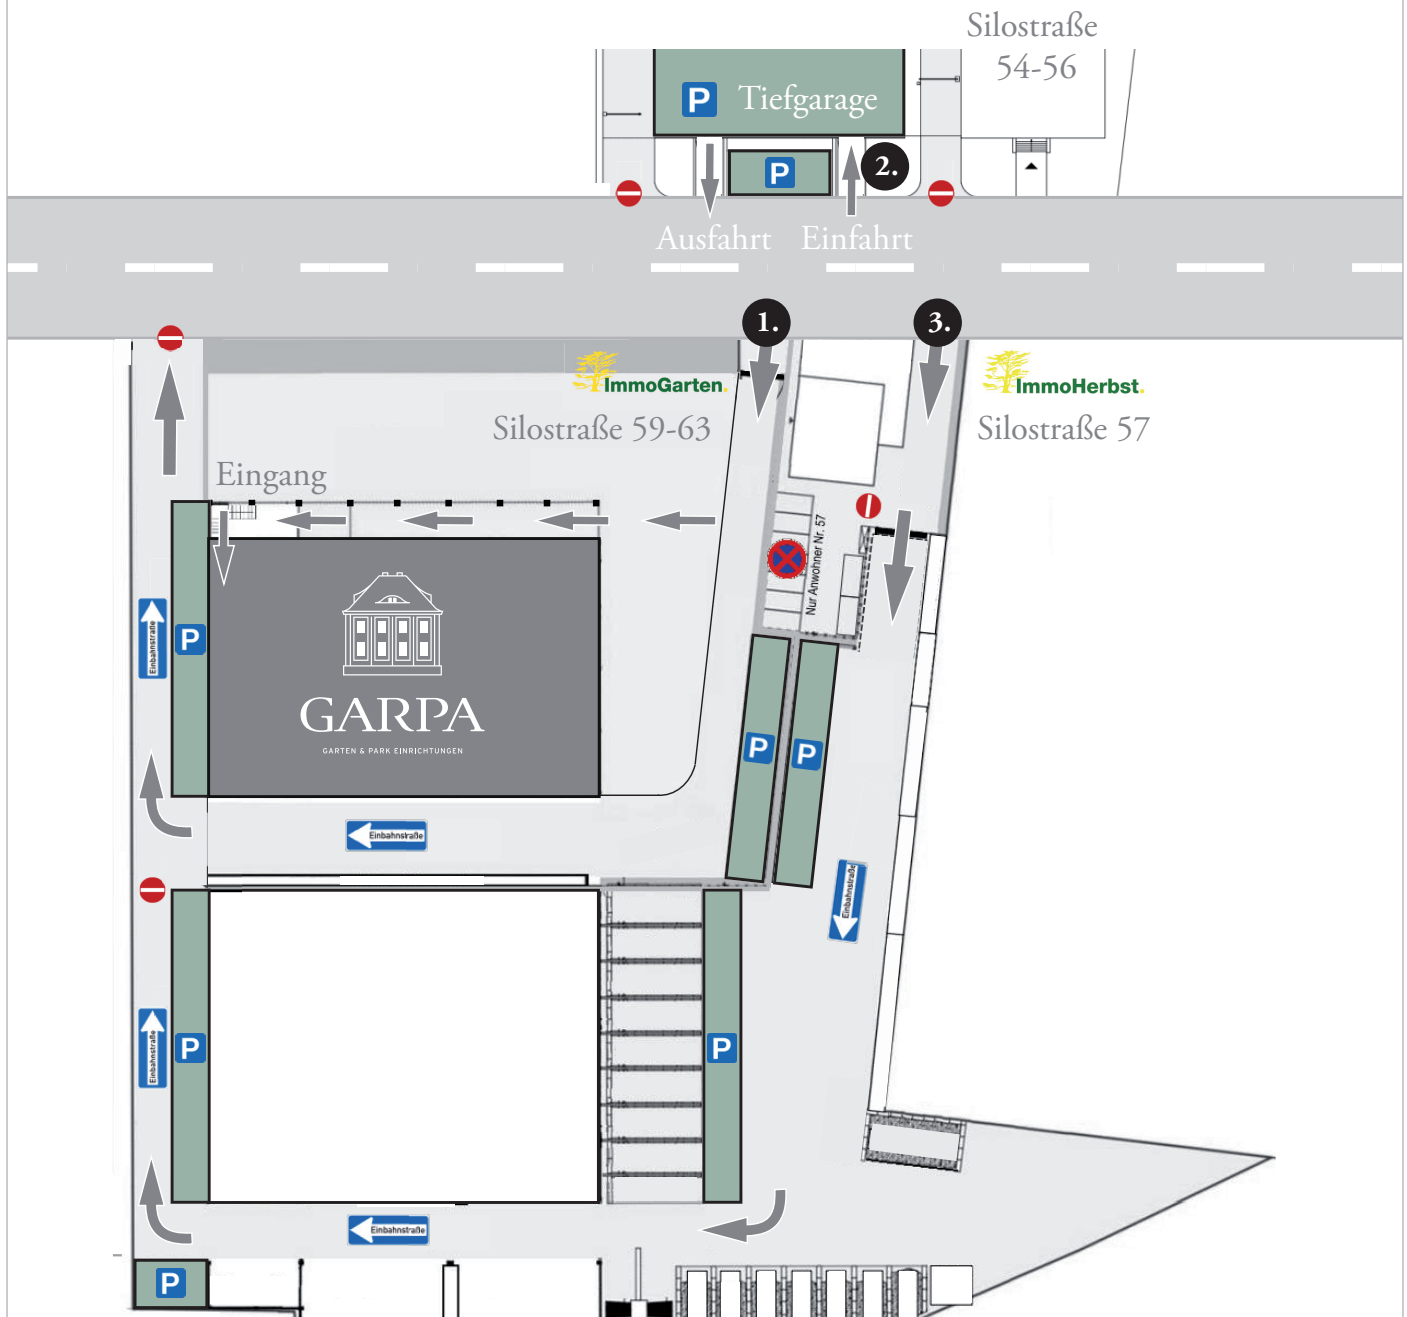 Silostraße
54-56
P Tiefgarage
P
2.
Ausfahrt Einfahrt
1.
3.
ImmoGarten.
ImmoHerbst.
Silostraße 59-63
Silostraße 57
Eingang
Nur Anwohner Nr. 57
Einbahnstraße
P
GARPA
GARTEN & PARK EINRICHTUNGEN
P
P
Einbahnstraße
Einbahnstraße
Einbahnstraße
P
P
Einbahnstraße
P